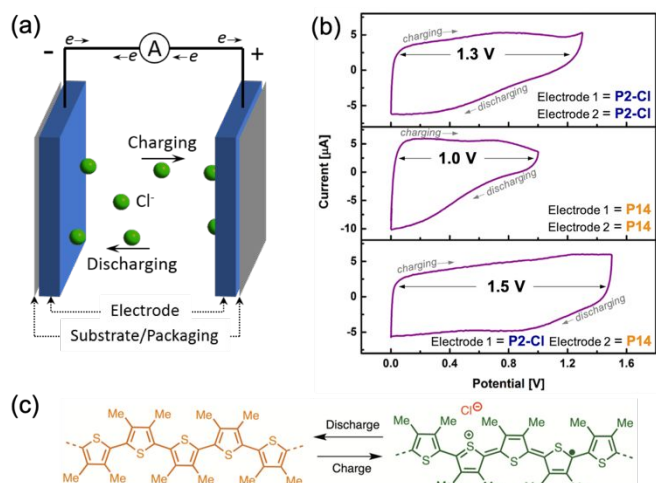 (a)
e
e
A
e
e
-
+
Charging
Cl-
Discharging
Electrode
Substrate/Packaging
(b)
Current [µA]
5
0
-5
charging
1.3 V
discharging
Electrode 1 = P2-Cl
Electrode 2 = P2-Cl
5
0
-5
-10
charging
1.0 V
discharging
Electrode 1 = P14
Electrode 2 = P14
5
0
-5
charging
1.5 V
discharging
Electrode 1 = P2-Cl Electrode 2 = P14
0.0 0.4 0.8 1.2 1.6
Potential [V]
(c)
Me Me Me Me
S S S S S
Me Me Me Me Me Me
Discharge
Charge
Cl⊖
Me Me Me Me
S S S S S
Me Me Me Me Me Me